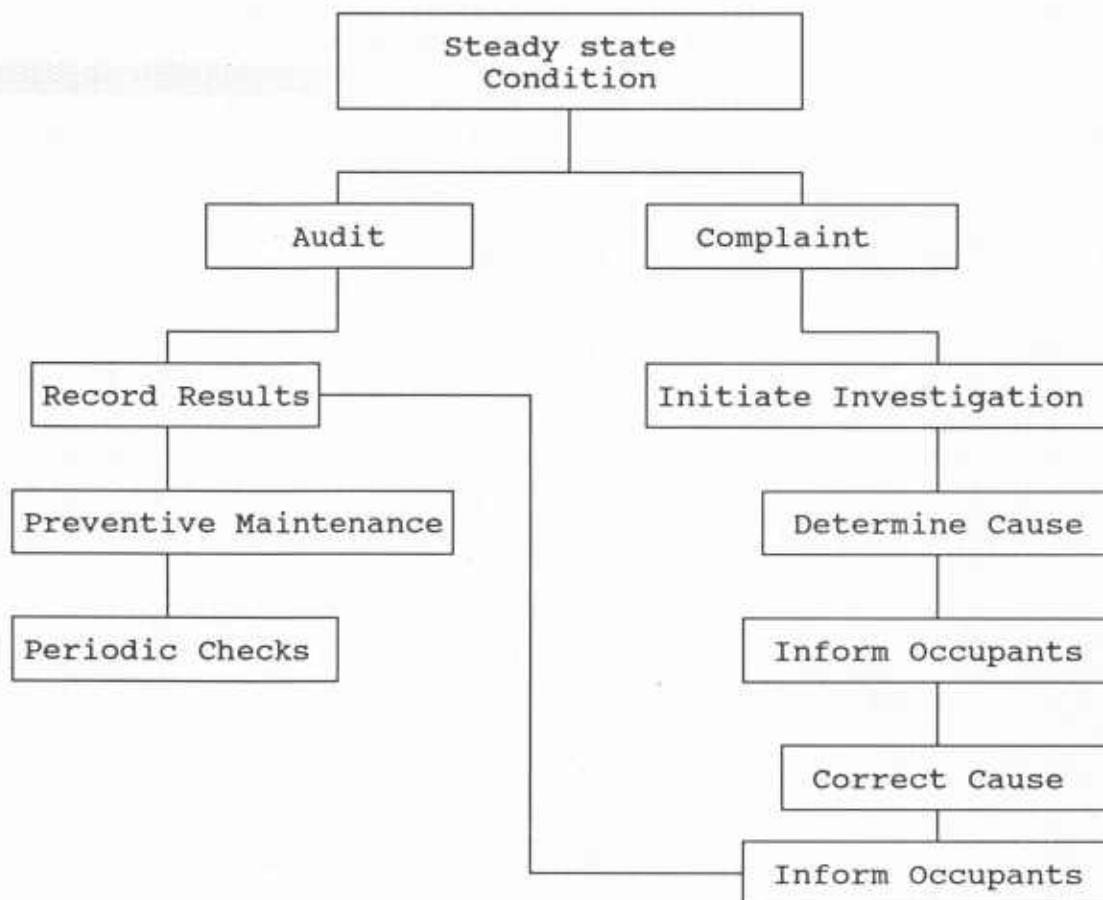 Steady state
Condition
Audit
Complaint
Record Results
Initiate Investigation
Preventive Maintenance
Determine Cause
Periodic Checks
Inform Occupants
Correct Cause
Inform Occupants